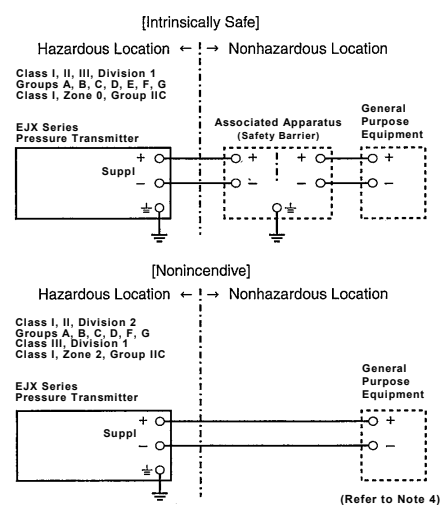 [Intrinsically Safe]
Hazardous Location ← → Nonhazardous Location
Class I, II, III, Division 1
Groups A, B, C, D, E, F, G
Class I, Zone 0, Group IIC
EJX Series
Pressure Transmitter
Associated Apparatus
(Safety Barrier)
General
Purpose
Equipment
Suppl + + + +
− − − −
[Nonincendive]
Hazardous Location ← → Nonhazardous Location
Class I, II, Division 2
Groups A, B, C, D, F, G
Class III, Division 1
Class I, Zone 2, Group IIC
EJX Series
Pressure Transmitter
General
Purpose
Equipment
Suppl + +
− −
(Refer to Note 4)